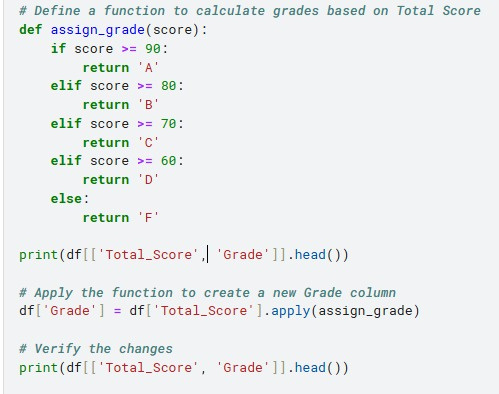 # Define a function to calculate grades based on Total Score
def assign_grade(score):
    if score >= 90:
        return 'A'
    elif score >= 80:
        return 'B'
    elif score >= 70:
        return 'C'
    elif score >= 60:
        return 'D'
    else:
        return 'F'

print(df[['Total_Score', 'Grade']].head())

# Apply the function to create a new Grade column
df['Grade'] = df['Total_Score'].apply(assign_grade)

# Verify the changes
print(df[['Total_Score', 'Grade']].head())